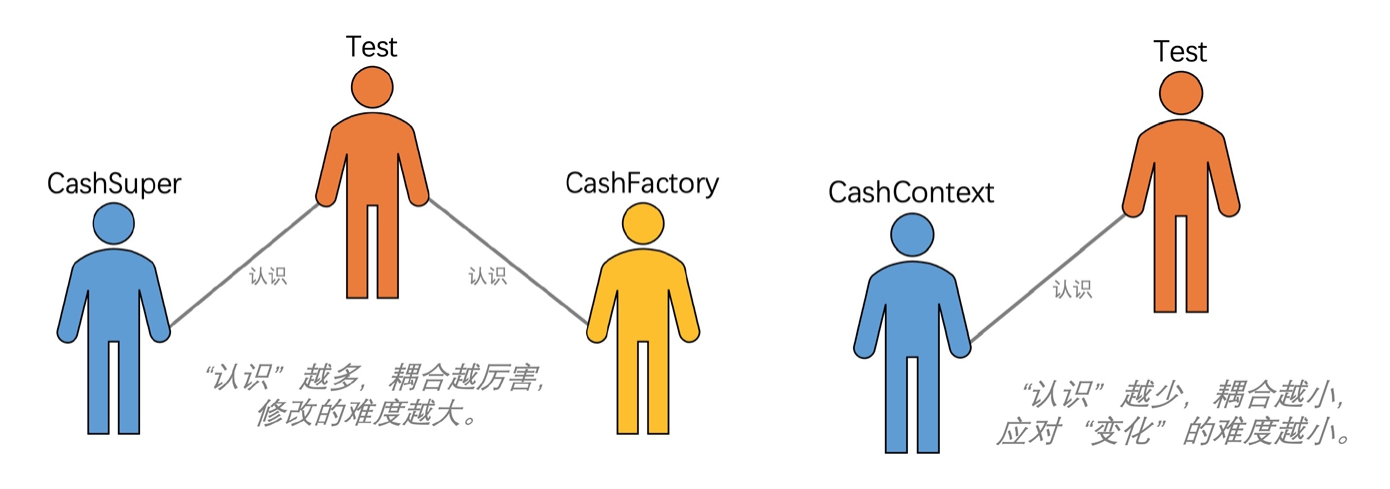 Test
CashSuper
CashFactory
认识
认识
“认识” 越多，耦合越厉害，
修改的难度越大。
Test
CashContext
认识
“认识” 越少，耦合越小，
应对 “变化” 的难度越小。